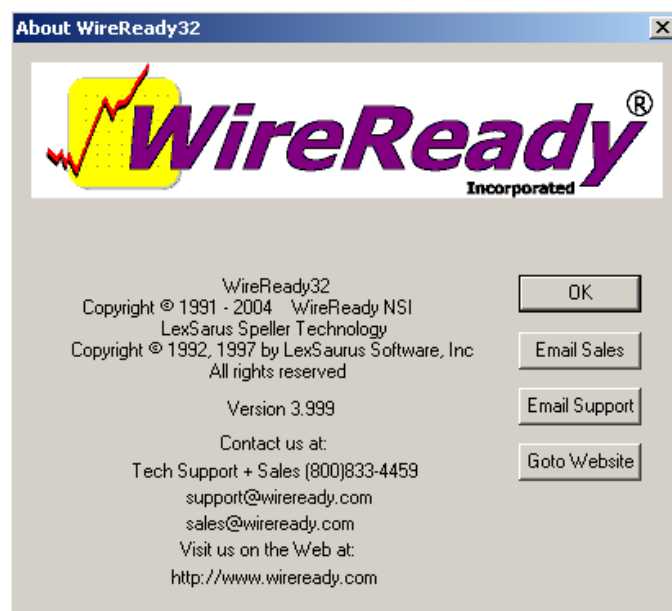 About WireReady32
WireReady®
Incorporated
WireReady32
Copyright © 1991 - 2004 WireReady NSI
LexSarus Speller Technology
Copyright © 1992, 1997 by LexSaurus Software, Inc
All rights reserved
Version 3.999
Contact us at:
Tech Support + Sales (800)833-4459
support@wireready.com
sales@wireready.com
Visit us on the Web at:
http://www.wireready.com
OK
Email Sales
Email Support
Goto Website